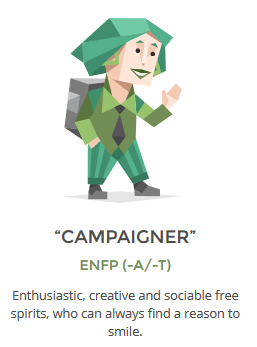 “CAMPAIGNER”
ENFP (-A/-T)
Enthusiastic, creative and sociable free
spirits, who can always find a reason to
smile.